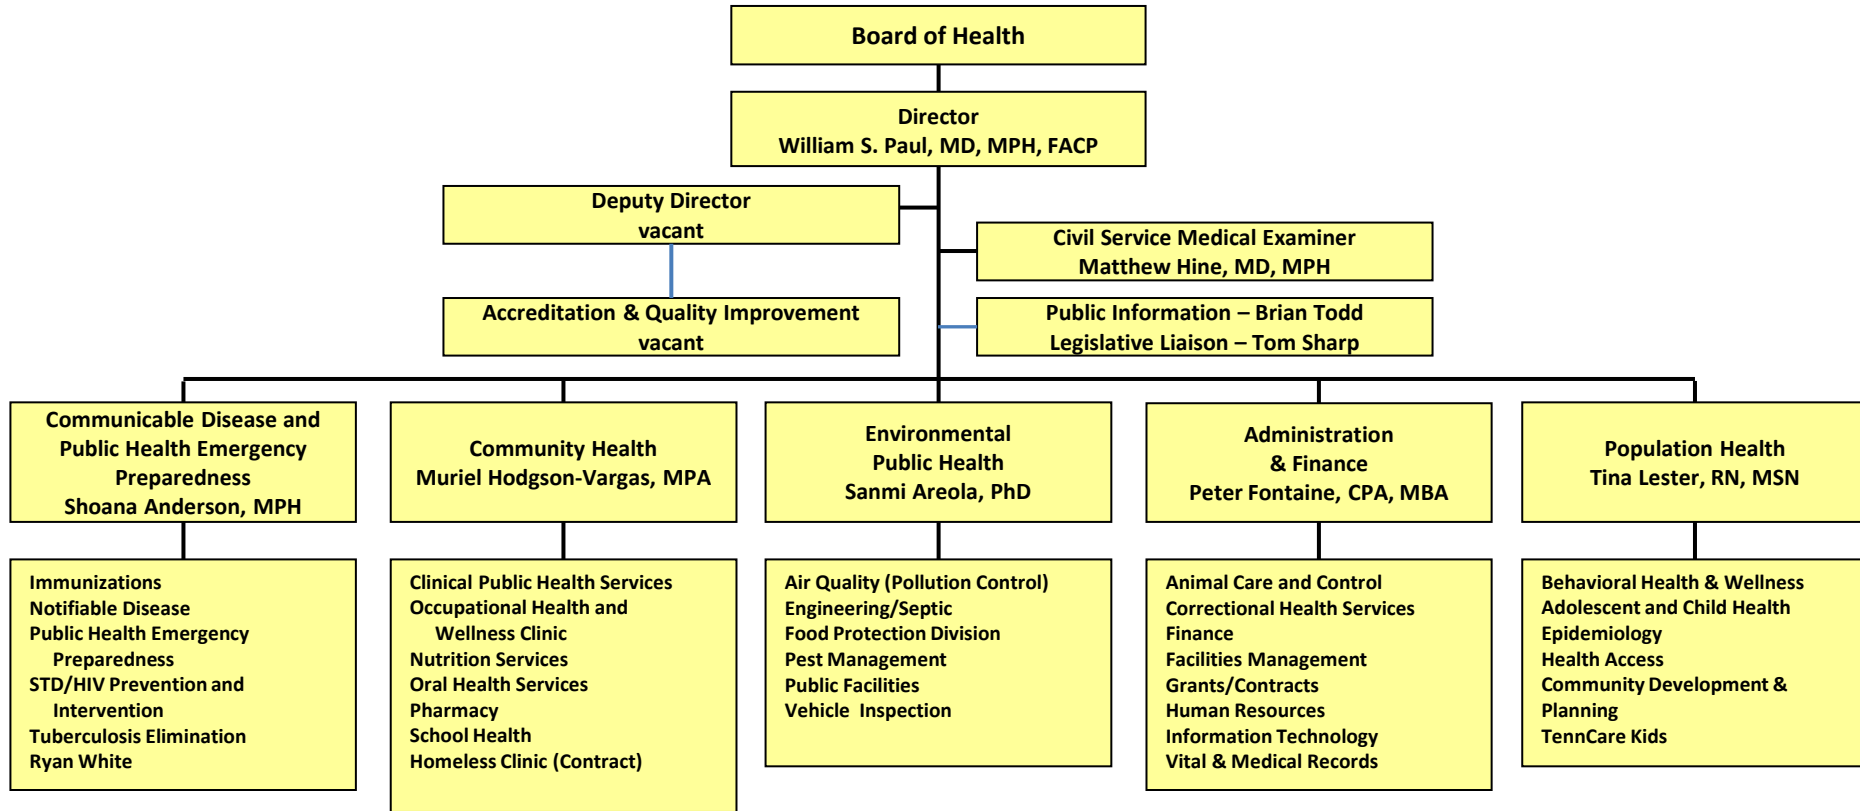 Board of Health
Director
William S. Paul, MD, MPH, FACP
Deputy Director
vacant
Civil Service Medical Examiner
Matthew Hine, MD, MPH
Accreditation & Quality Improvement
vacant
Public Information – Brian Todd
Legislative Liaison – Tom Sharp
Communicable Disease and
Public Health Emergency
Preparedness
Shoana Anderson, MPH
Community Health
Muriel Hodgson-Vargas, MPA
Environmental
Public Health
Sanmi Areola, PhD
Administration
& Finance
Peter Fontaine, CPA, MBA
Population Health
Tina Lester, RN, MSN
Immunizations
Notifiable Disease
Public Health Emergency
Preparedness
STD/HIV Prevention and
Intervention
Tuberculosis Elimination
Ryan White
Clinical Public Health Services
Occupational Health and
Wellness Clinic
Nutrition Services
Oral Health Services
Pharmacy
School Health
Homeless Clinic (Contract)
Air Quality (Pollution Control)
Engineering/Septic
Food Protection Division
Pest Management
Public Facilities
Vehicle Inspection
Animal Care and Control
Correctional Health Services
Finance
Facilities Management
Grants/Contracts
Human Resources
Information Technology
Vital & Medical Records
Behavioral Health & Wellness
Adolescent and Child Health
Epidemiology
Health Access
Community Development &
Planning
TennCare Kids